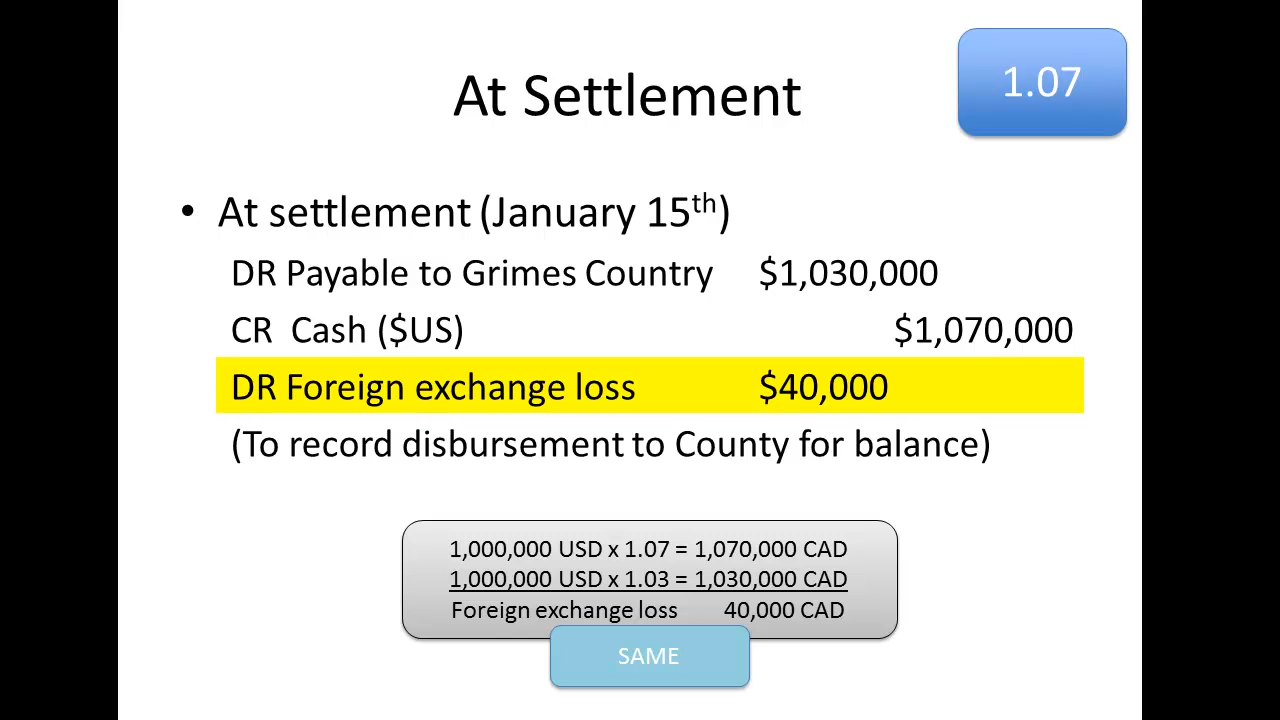 At Settlement
1.07
• At settlement (January 15th)
DR Payable to Grimes Country $1,030,000
CR Cash ($US) $1,070,000
DR Foreign exchange loss $40,000
(To record disbursement to County for balance)
1,000,000 USD x 1.07 = 1,070,000 CAD
1,000,000 USD x 1.03 = 1,030,000 CAD
Foreign exchange loss 40,000 CAD
SAME